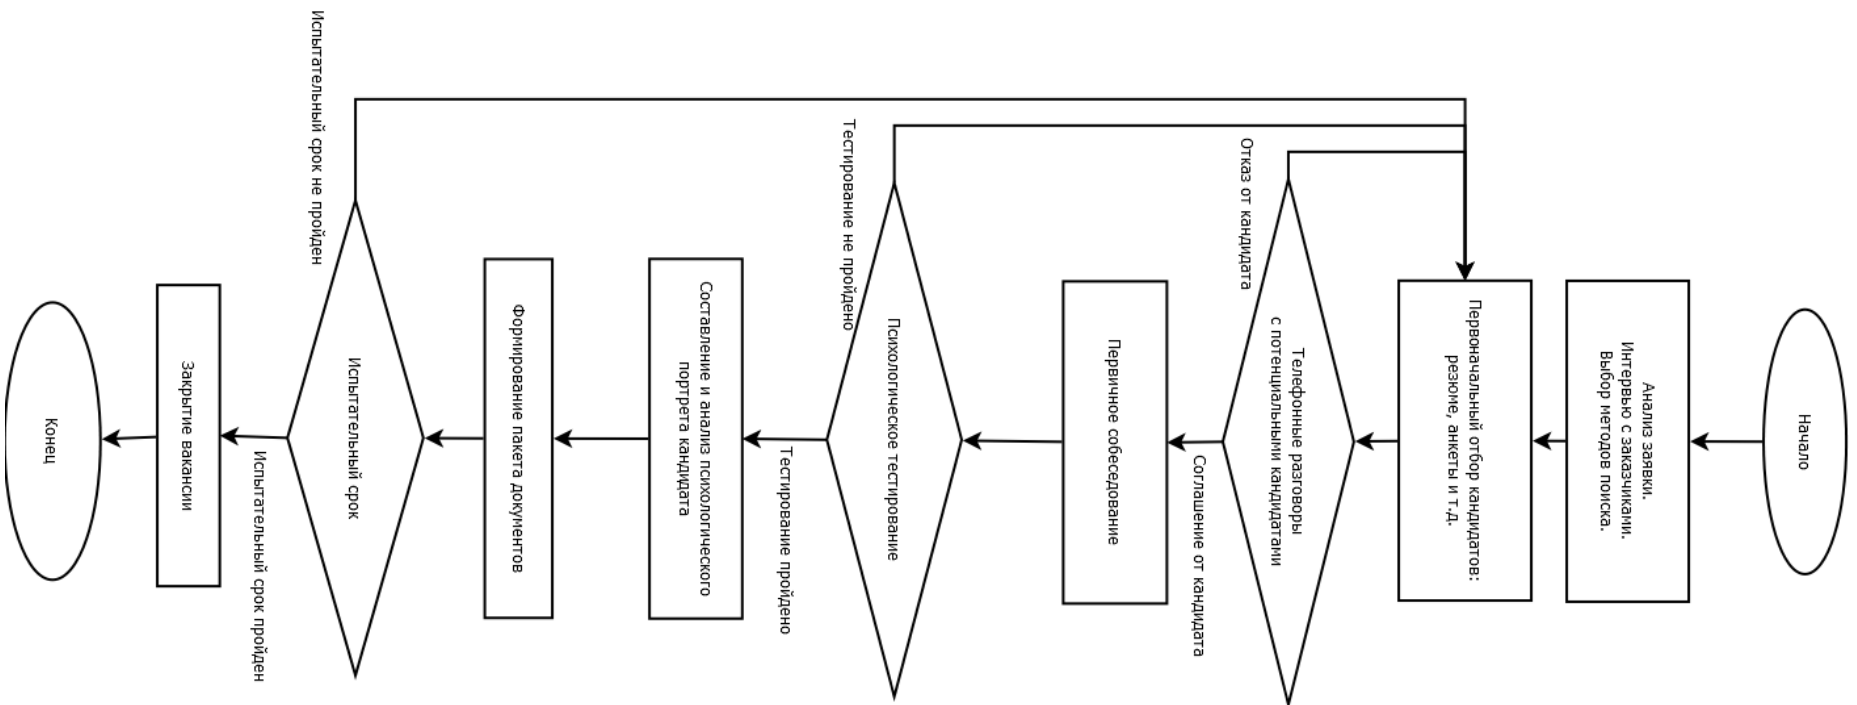 Начало
Анализ заявки.
Интервью с заказчиками.
Выбор методов поиска.
Первоначальный отбор кандидатов:
резюме, анкеты и т.д.
Телефонные разговоры
с потенциальными кандидатами
Отказ от кандидата
Соглашение от кандидата
Первичное собеседование
Психологическое тестирование
Тестирование не пройдено
Тестирование пройдено
Составление и анализ психологического
портрета кандидата
Формирование пакета документов
Испытательный срок
Испытательный срок не пройден
Испытательный срок пройден
Закрытие вакансии
Конец